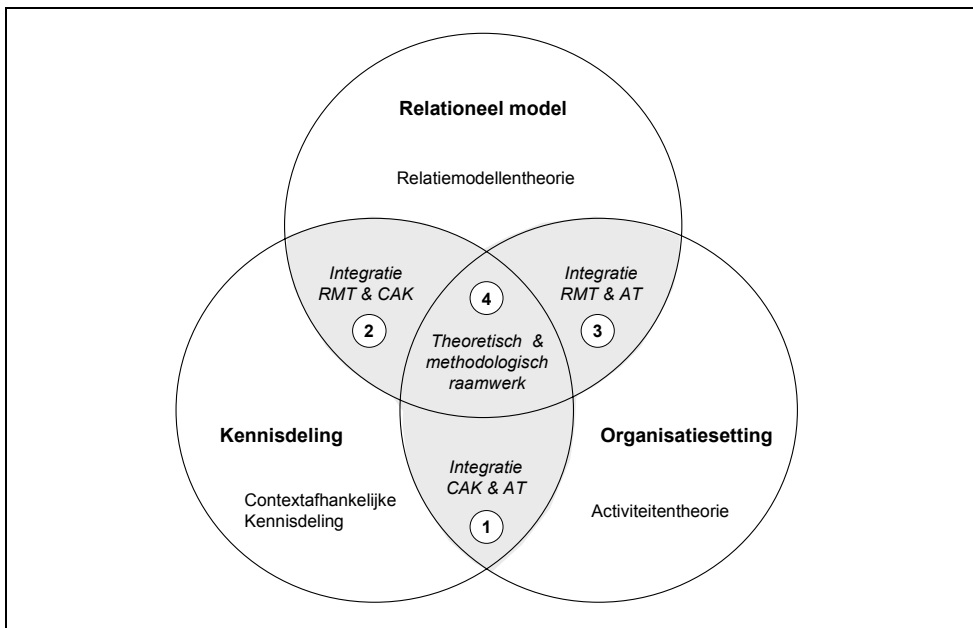 Relationeel model
Relatiemodellentheorie
Integratie
RMT & CAK
2
4
Theoretisch &
methodologisch
raamwerk
Integratie
RMT & AT
3
Kennisdeling
Contextafhankelijke
Kennisdeling
Integratie
CAK & AT
1
Organisatiesetting
Activiteitentheorie